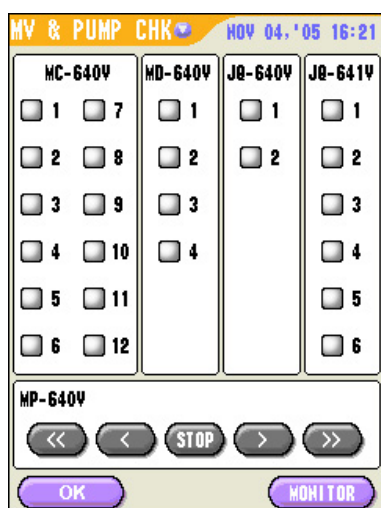 MV & PUMP CHK NOV 04,'05 16:21
MC-640V MD-640V JQ-640V JQ-641V
1 7 1 1 1
2 8 2 2 2
3 9 3 3
4 10 4 4
5 11 5
6 12 6
MP-640V
<< < STOP > >>
OK MONITOR